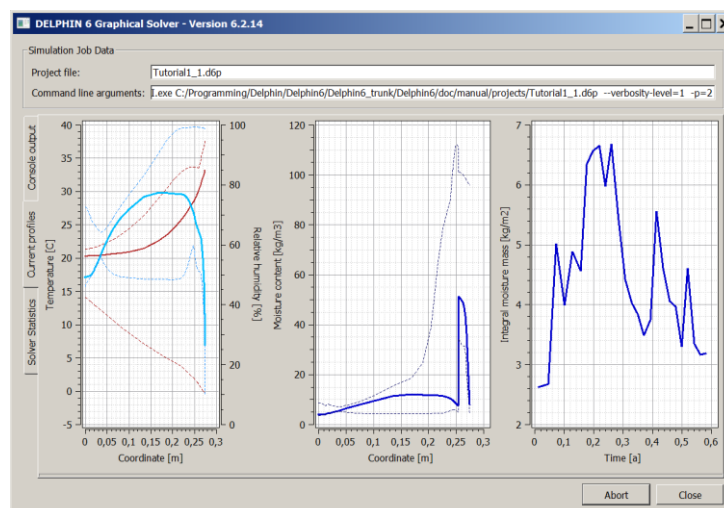 DELPHIN 6 Graphical Solver - Version 6.2.14
Simulation Job Data
Project file:
Tutorial1_1.d6p
Command line arguments:
I.exe C:/Programming/Delphin/Delphin6/Delphin6_trunk/Delphin6/doc/manual/projects/Tutorial1_1.d6p --verbosity-level=1 -p=2
Console output
Current profiles
Solver Statistics
Temperature [C]
40
35
30
25
20
15
10
5
0
-5
100
80
60
40
20
0
Relative humidity [%]
0 0,05 0,1 0,15 0,2 0,25 0,3
Coordinate [m]
Moisture content [kg/m3]
120
100
80
60
40
20
0
0 0,05 0,1 0,15 0,2 0,25 0,3
Coordinate [m]
Integral moisture mass [kg/m2]
7
6
5
4
3
2
0 0,1 0,2 0,3 0,4 0,5 0,6
Time [a]
Abort
Close